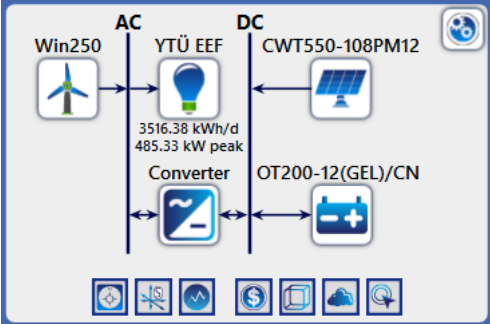 AC DC
Win250 YTÜ EEF CWT550-108PM12
3516.38 kWh/d
485.33 kW peak
Converter OT200-12(GEL)/CN